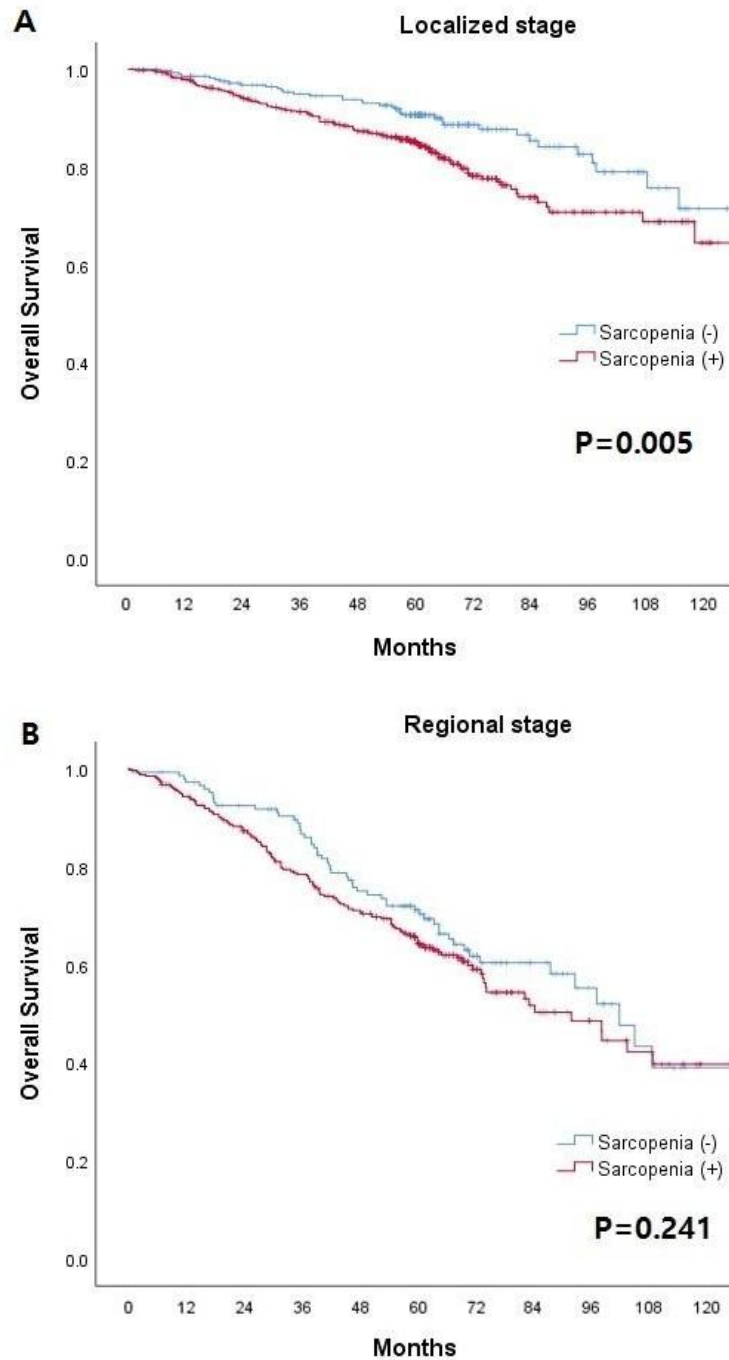 A
Localized stage
1.0
0.8
0.6
0.4
0.2
0.0
Overall Survival
Sarcopenia (-)
Sarcopenia (+)
P=0.005
0 12 24 36 48 60 72 84 96 108 120
Months
B
Regional stage
1.0
0.8
0.6
0.4
0.2
0.0
Overall Survival
Sarcopenia (-)
Sarcopenia (+)
P=0.241
0 12 24 36 48 60 72 84 96 108 120
Months